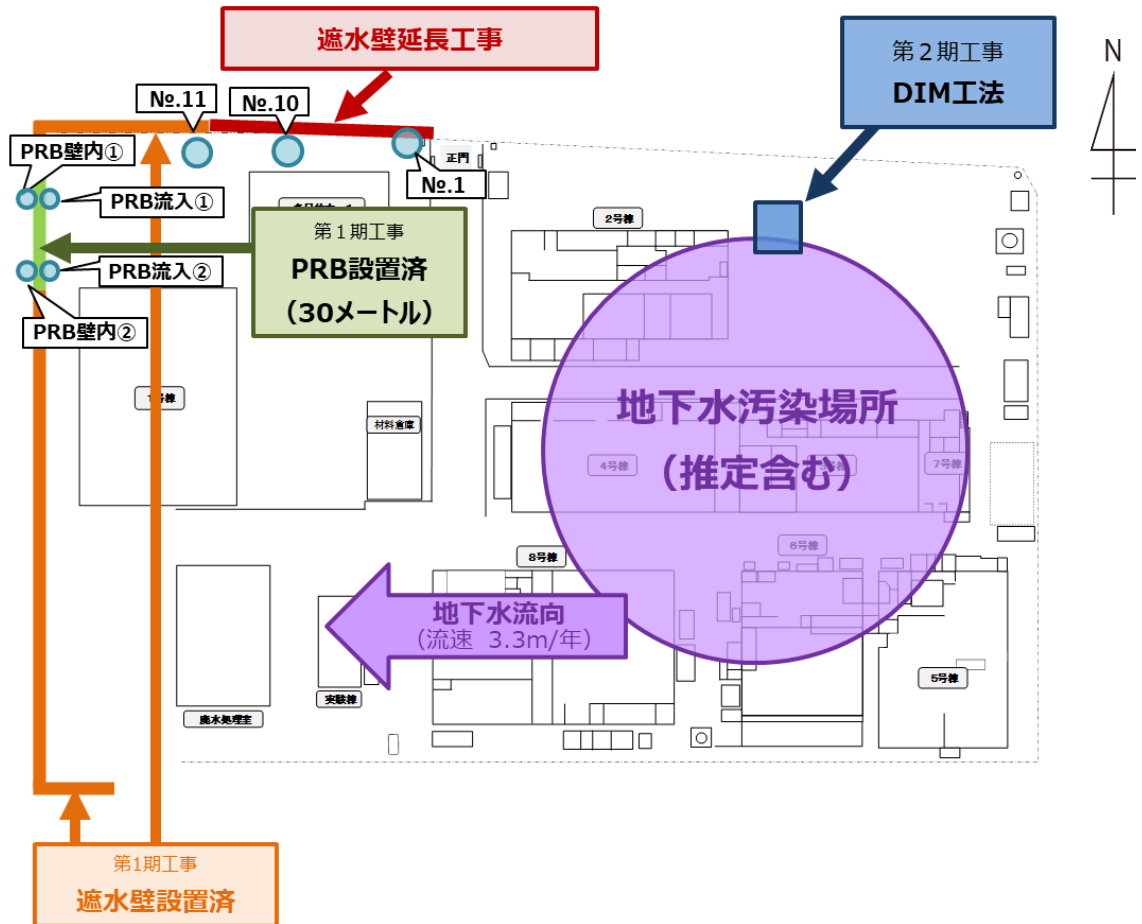 遮水壁延長工事
第２期工事
DIM工法
N
№.11
№.10
PRB壁内①
正門
№.1
PRB流入①
2号棟
第１期工事
PRB設置済
（30メートル）
PRB流入②
PRB壁内②
地下水汚染場所
（推定含む）
1号棟
材料倉庫
4号棟
3号棟
7号棟
8号棟
6号棟
地下水流向
（流速 3.3m/年）
5号棟
実験棟
廃水処理室
第1期工事
遮水壁設置済